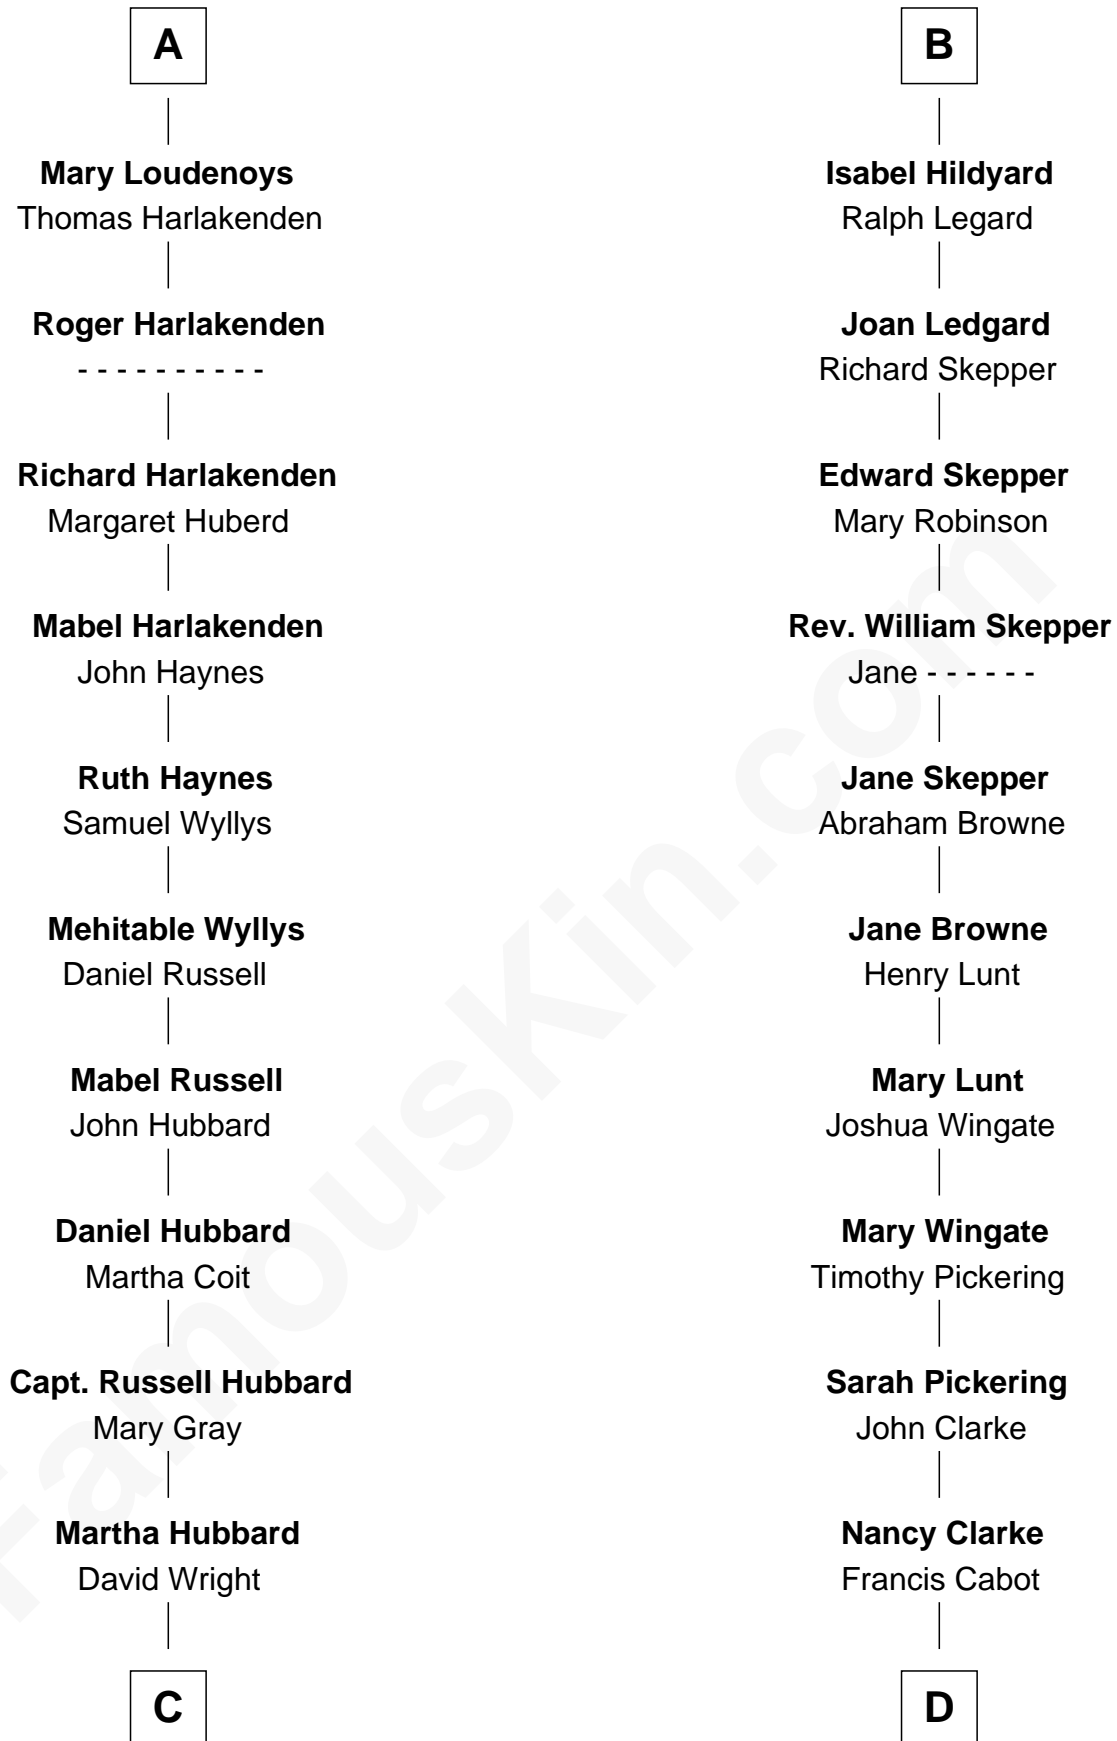 A
Mary Loudenoys
Thomas Harlakenden
Roger Harlakenden
- - - - - - - - - -
Richard Harlakenden
Margaret Huberd
Mabel Harlakenden
John Haynes
Ruth Haynes
Samuel Wyllys
Mehitable Wyllys
Daniel Russell
Mabel Russell
John Hubbard
Daniel Hubbard
Martha Coit
Capt. Russell Hubbard
Mary Gray
Martha Hubbard
David Wright
C
B
Isabel Hildyard
Ralph Legard
Joan Ledgard
Richard Skepper
Edward Skepper
Mary Robinson
Rev. William Skepper
Jane - - - - - -
Jane Skepper
Abraham Browne
Jane Browne
Henry Lunt
Mary Lunt
Joshua Wingate
Mary Wingate
Timothy Pickering
Sarah Pickering
John Clarke
Nancy Clarke
Francis Cabot
D
FamousKin.com